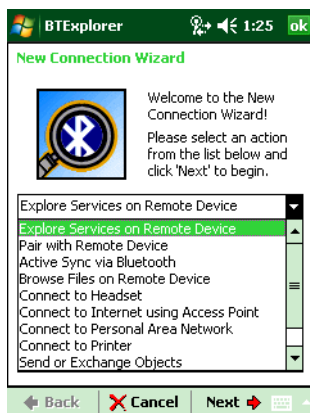 BTExplorer 1:25 ok
New Connection Wizard
Welcome to the New
Connection Wizard!
Please select an action
from the list below and
click 'Next' to begin.
Explore Services on Remote Device
Explore Services on Remote Device
Pair with Remote Device
Active Sync via Bluetooth
Browse Files on Remote Device
Connect to Headset
Connect to Internet using Access Point
Connect to Personal Area Network
Connect to Printer
Send or Exchange Objects
Back Cancel Next